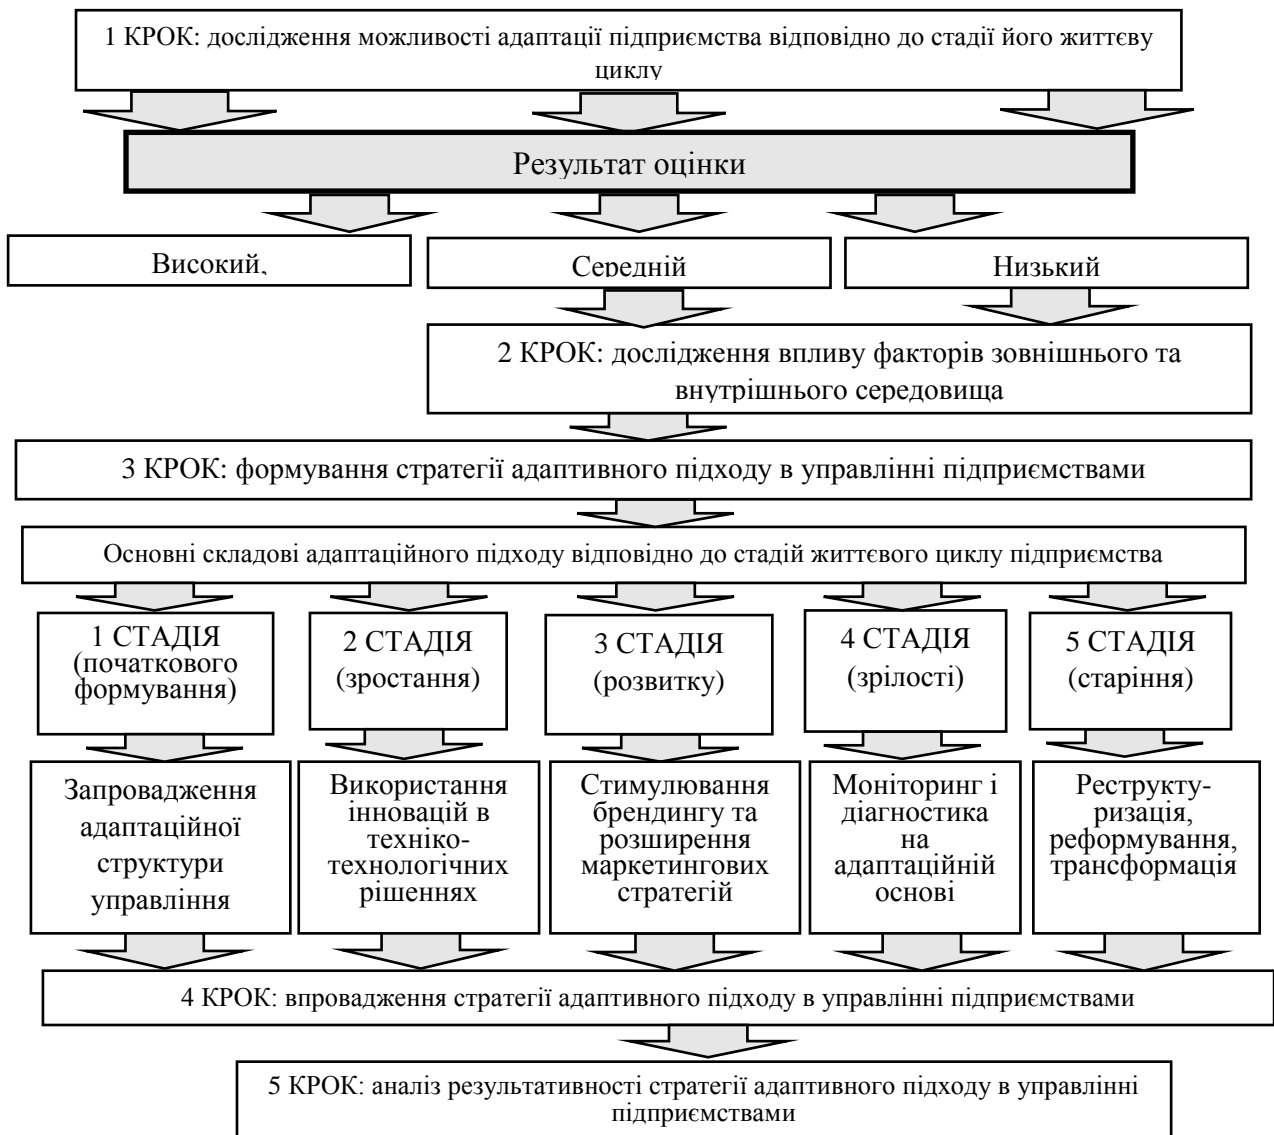 1 КРОК: дослідження можливості адаптації підприємства відповідно до стадії його життєву
циклу
Результат оцінки
Високий,
Середній
Низький
2 КРОК: дослідження впливу факторів зовнішнього та
внутрішнього середовища
3 КРОК: формування стратегії адаптивного підходу в управлінні підприємствами
Основні складові адаптаційного підходу відповідно до стадій життєвого циклу підприємства
1 СТАДІЯ
(початкового
формування)
2 СТАДІЯ
(зростання)
3 СТАДІЯ
(розвитку)
4 СТАДІЯ
(зрілості)
5 СТАДІЯ
(старіння)
Запровадження
адаптаційної
структури
управління
Використання
інновацій в
техніко-
технологічних
рішеннях
Стимулювання
брендингу та
розширення
маркетингових
стратегій
Моніторинг і
діагностика
на
адаптаційній
основі
Реструкту-
ризація,
реформування,
трансформація
4 КРОК: впровадження стратегії адаптивного підходу в управлінні підприємствами
5 КРОК: аналіз результативності стратегії адаптивного підходу в управлінні
підприємствами